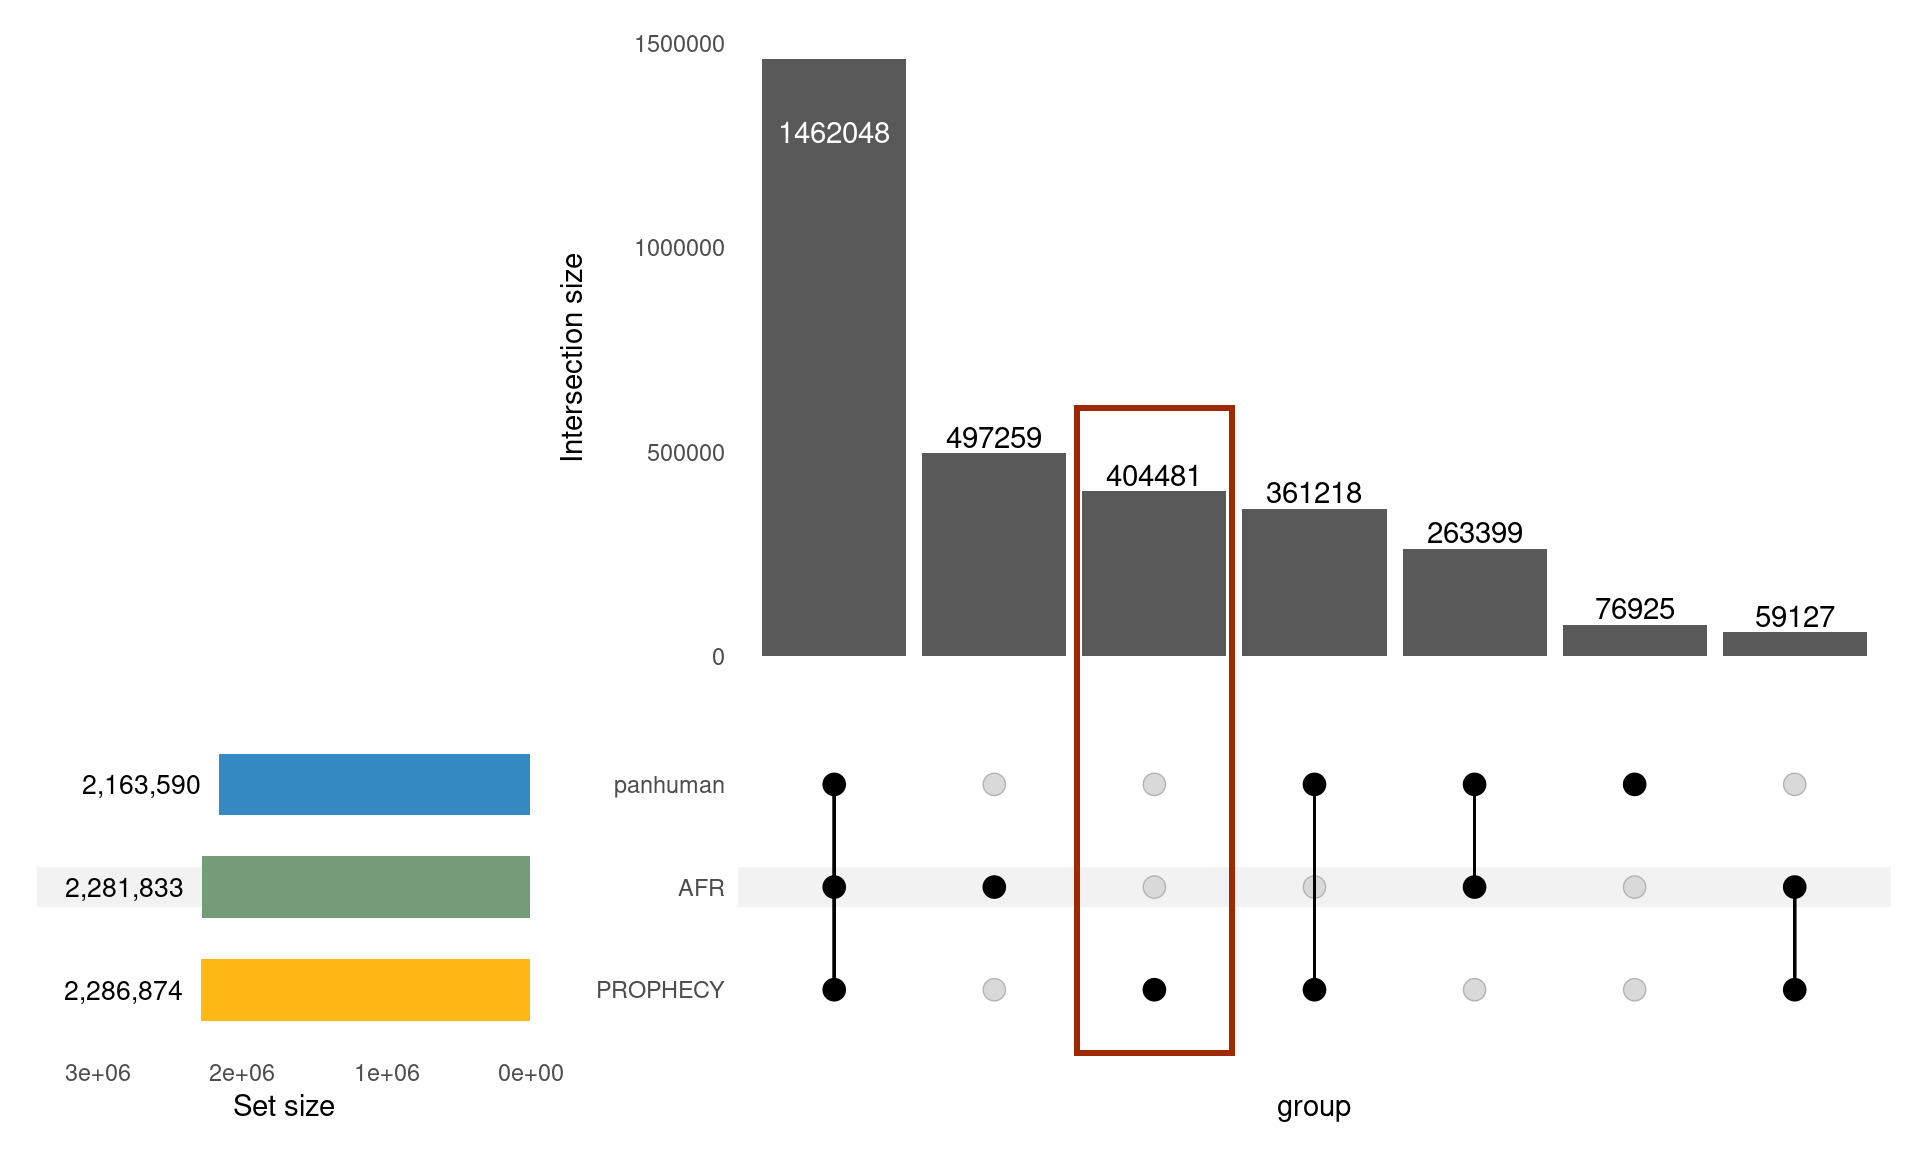 1500000
1000000
500000
0
Intersection size
1462048
497259
404481
361218
263399
76925
59127
2,163,590
2,281,833
2,286,874
panhuman
AFR
PROPHECY
3e+06 2e+06 1e+06 0e+00
Set size
group